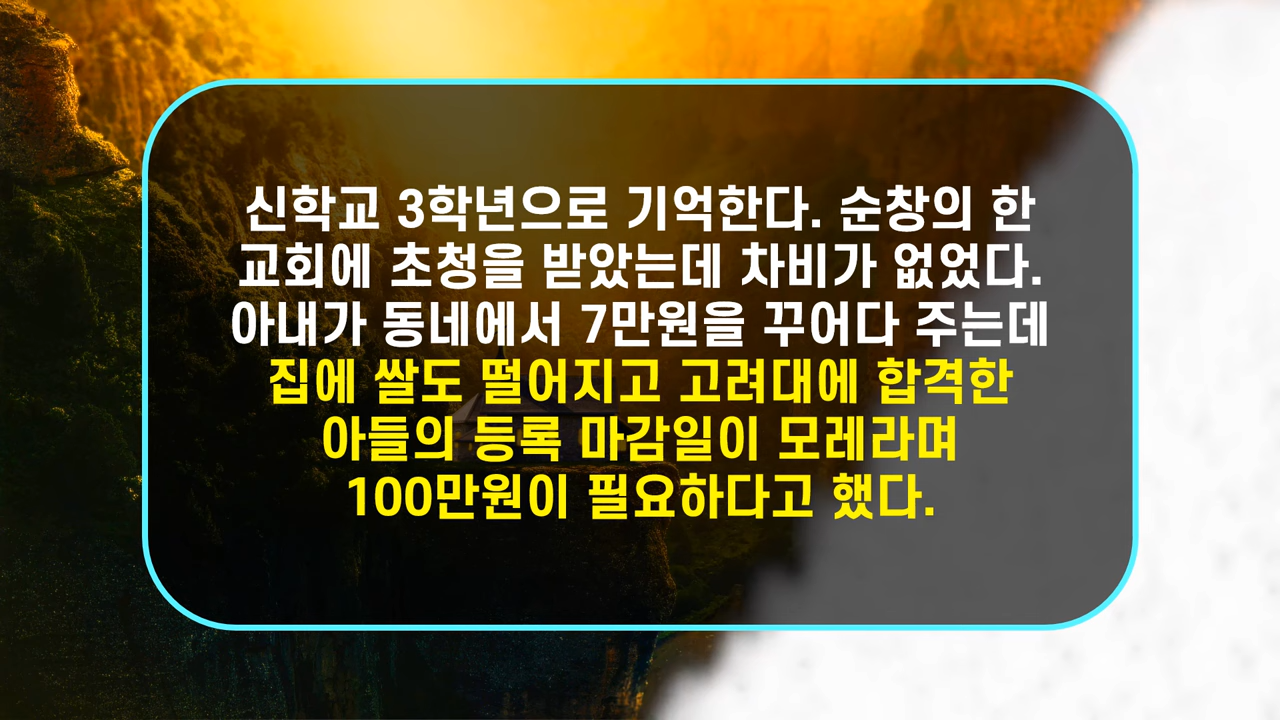 신학교 3학년으로 기억한다. 순창의 한
교회에 초청을 받았는데 차비가 없었다.
아내가 동네에서 7만원을 꾸어다 주는데
집에 쌀도 떨어지고 고려대에 합격한
아들의 등록 마감일이 모레라며
100만원이 필요하다고 했다.